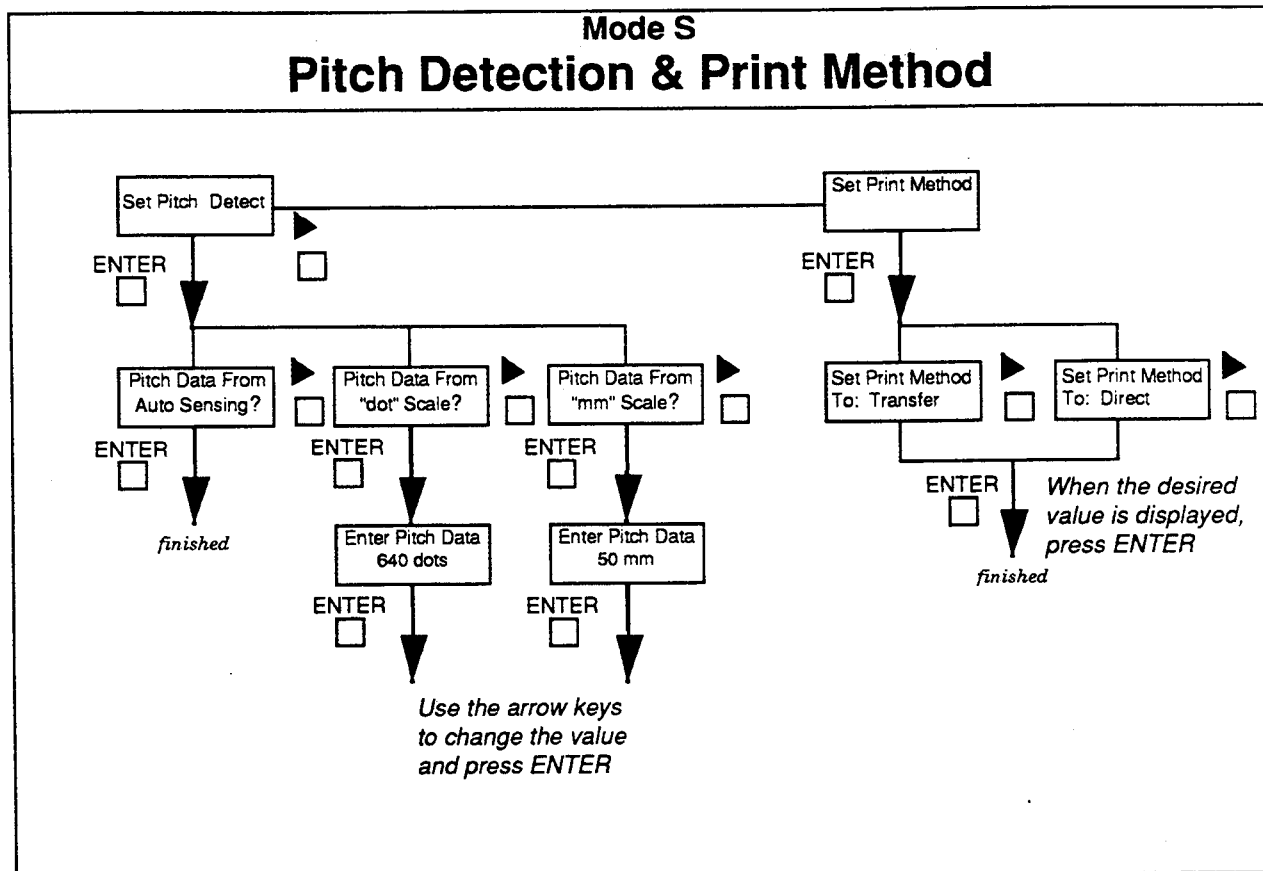 Mode S
Pitch Detection & Print Method
Set Pitch Detect
Set Print Method
ENTER
ENTER
Pitch Data From
Auto Sensing?
Pitch Data From
"dot" Scale?
Pitch Data From
"mm" Scale?
Set Print Method
To: Transfer
Set Print Method
To: Direct
ENTER
ENTER
ENTER
ENTER
When the desired
value is displayed,
press ENTER
finished
Enter Pitch Data
640 dots
Enter Pitch Data
50 mm
finished
ENTER
ENTER
Use the arrow keys
to change the value
and press ENTER